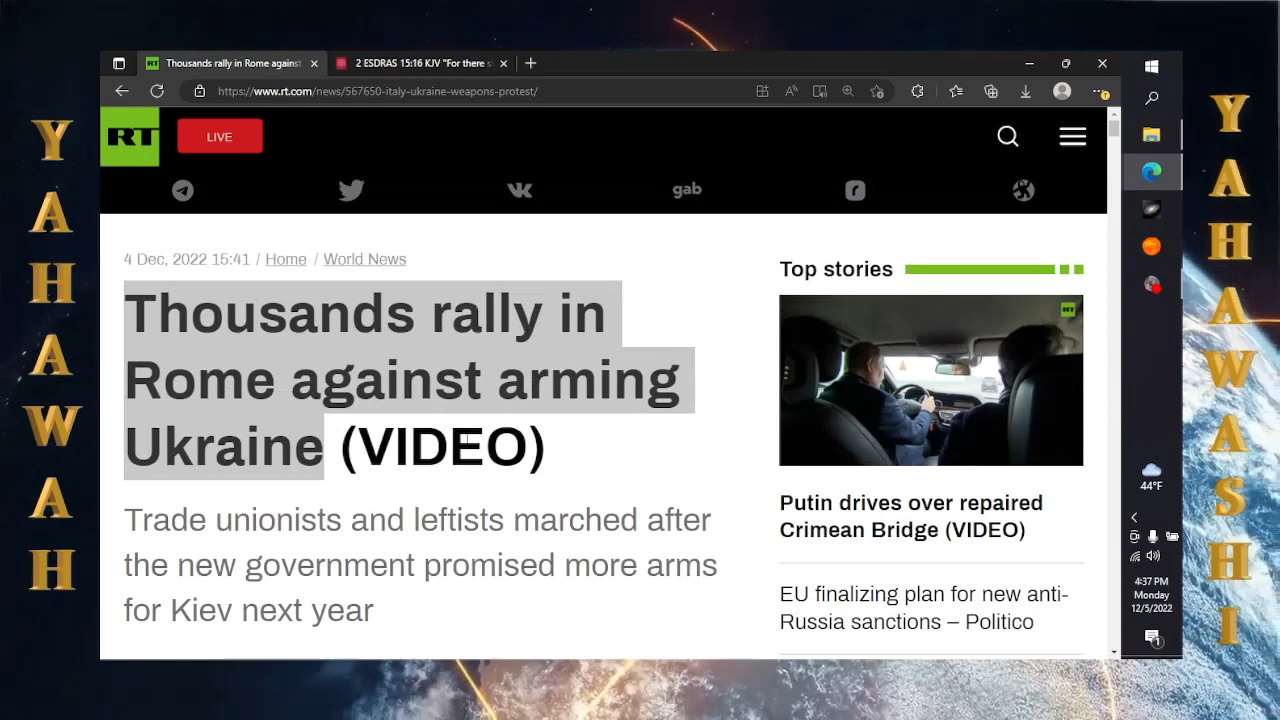 YAHAWAH
Thousands rally in Rome against
2 ESDRAS 15:16 KJV "For there s
https://www.rt.com/news/567650-italy-ukraine-weapons-protest/
RT
LIVE
gab
4 Dec, 2022 15:41 / Home / World News
Thousands rally in
Rome against arming
Ukraine (VIDEO)
Trade unionists and leftists marched after
the new government promised more arms
for Kiev next year
Top stories
RT
Putin drives over repaired
Crimean Bridge (VIDEO)
EU finalizing plan for new anti-
Russia sanctions – Politico
44°F
4:37 PM
Monday
12/5/2022
1
YAHAWASHI